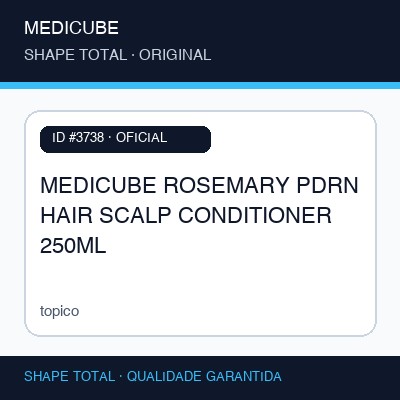 MEDICUBE
SHAPE TOTAL · ORIGINAL
ID #3738 · OFICIAL
MEDICUBE ROSEMARY PDRN
HAIR SCALP CONDITIONER
250ML
topico
SHAPE TOTAL · QUALIDADE GARANTIDA